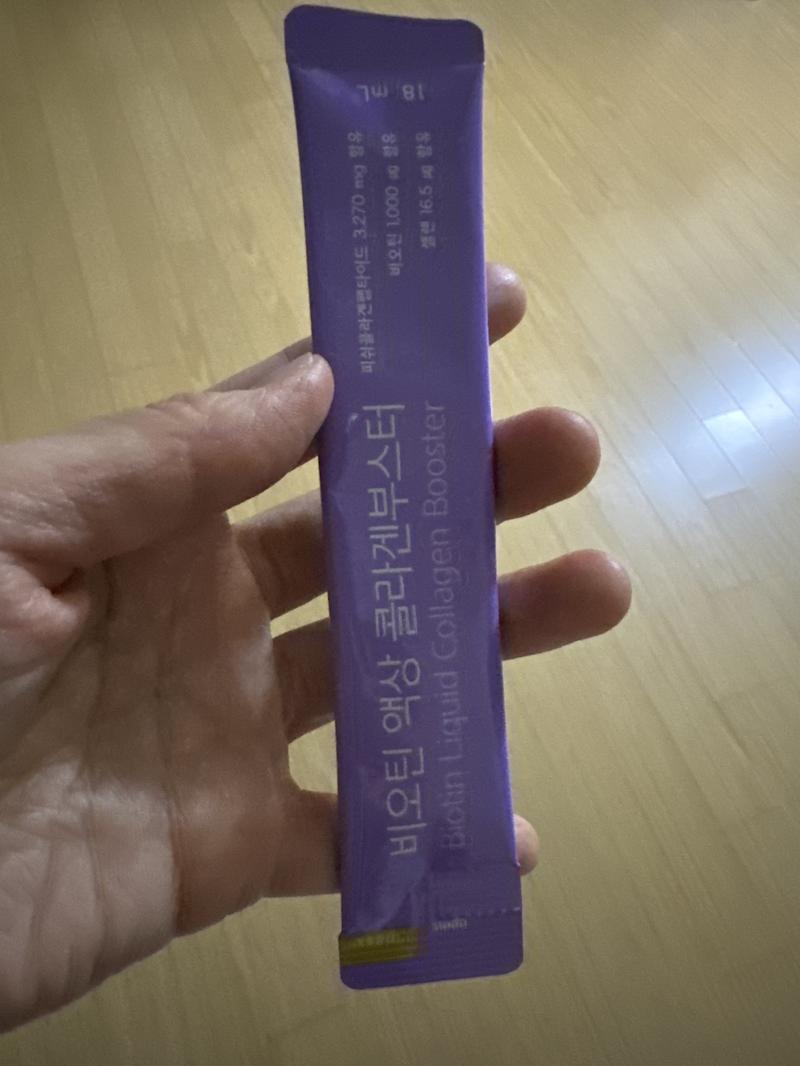 비오틴 액상 콜라겐부스터
Biotin Liquid Collagen Booster
피쉬콜라겐펩타이드 3,270 mg 함유
비오틴 1,000 ㎍ 함유
셀렌 16.5 ㎍ 함유
18 mL